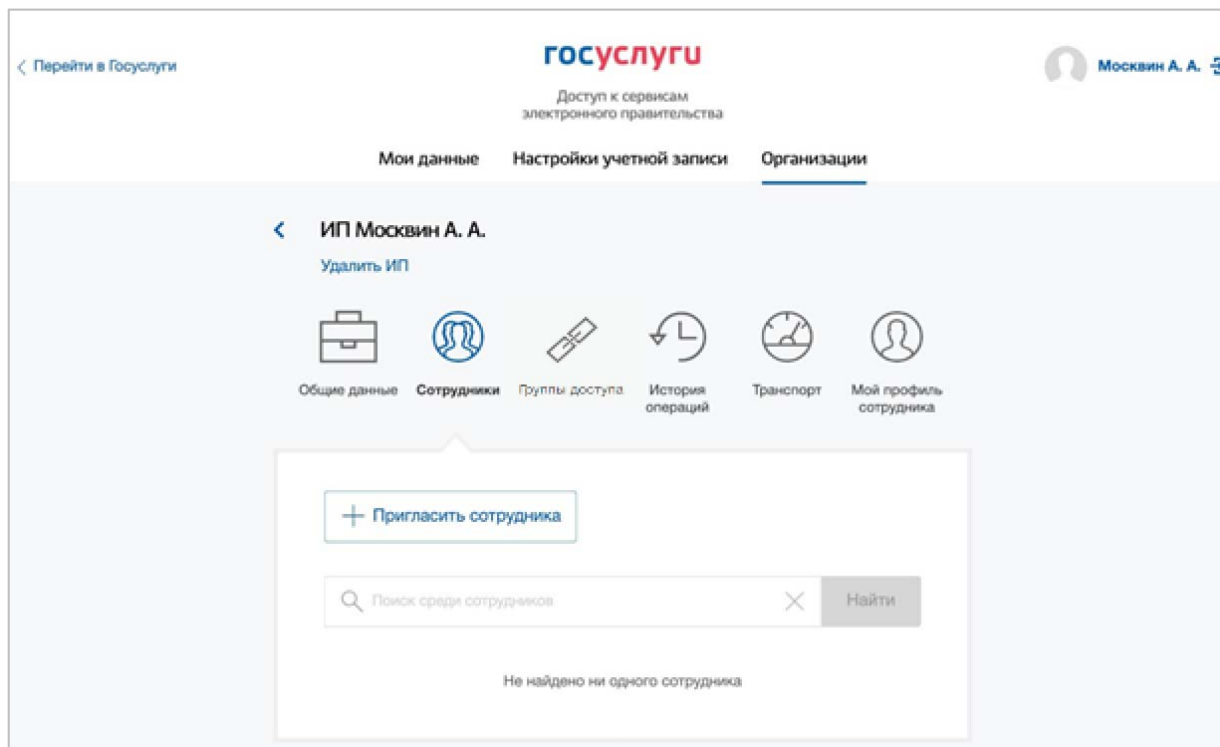 Перейти в Госуслуги
госуслуги
Москвин А. А.
Доступ к сервисам
электронного правительства
Мои данные Настройки учетной записи Организации
ИП Москвин А. А.
Удалить ИП
Общие данные Сотрудники Группы доступа История операций Транспорт Мой профиль сотрудника
Пригласить сотрудника
Поиск среди сотрудников Найти
Не найдено ни одного сотрудника